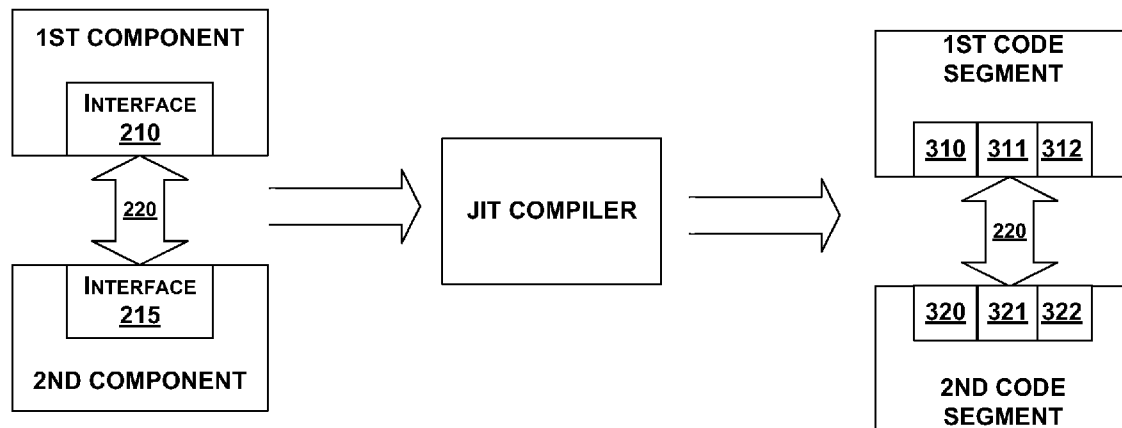 1ST COMPONENT
INTERFACE
210
220
INTERFACE
215
2ND COMPONENT
JIT COMPILER
1ST CODE
SEGMENT
310 311 312
220
320 321 322
2ND CODE
SEGMENT